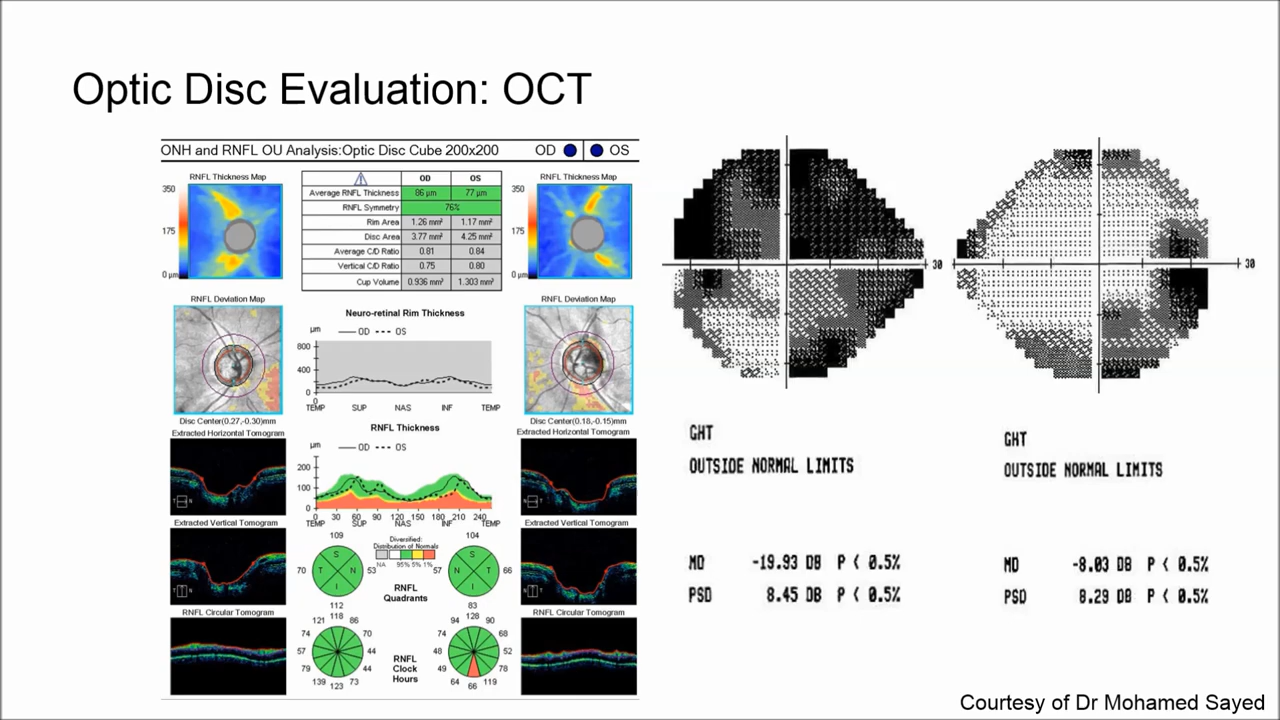 Optic Disc Evaluation: OCT
ONH and RNFL OU Analysis:Optic Disc Cube 200x200 OD OS
RNFL Thickness Map
350
175
0 µm
OD OS
Average RNFL Thickness 86 µm 77 µm
RNFL Symmetry 76%
Rim Area 1.26 mm² 1.17 mm²
Disc Area 3.77 mm² 4.25 mm²
Average C/D Ratio 0.81 0.84
Vertical C/D Ratio 0.75 0.80
Cup Volume 0.936 mm³ 1.303 mm³
RNFL Thickness Map
350
175
0 µm
RNFL Deviation Map
Disc Center(0.27,-0.30)mm
Neuro-retinal Rim Thickness
µm OD OS
800
400
0
0
TEMP SUP NAS INF TEMP
RNFL Deviation Map
Disc Center(0.18,-0.15)mm
Extracted Horizontal Tomogram
T N
RNFL Thickness
µm OD OS
200
100
0
0 30 60 90 120 150 180 210 240
TEMP SUP NAS INF TEMP
Extracted Horizontal Tomogram
N T
Extracted Vertical Tomogram
Extracted Vertical Tomogram
Diversified:
Distribution of Normals
NA 95% 5% 1%
109
70 S T N I 53
112
RNFL
Quadrants
104
57 S N T I 66
83
RNFL Circular Tomogram
RNFL Circular Tomogram
121 118 86
74 70
57 44
79 44
139 123 73
RNFL
Clock
Hours
94 128 90
74 68
48 52
49 78
64 66 119
30
30
GHT
OUTSIDE NORMAL LIMITS
MD -19.93 DB P < 0.5%
PSD 8.45 DB P < 0.5%
GHT
OUTSIDE NORMAL LIMITS
MD -8.03 DB P < 0.5%
PSD 8.29 DB P < 0.5%
Courtesy of Dr Mohamed Sayed